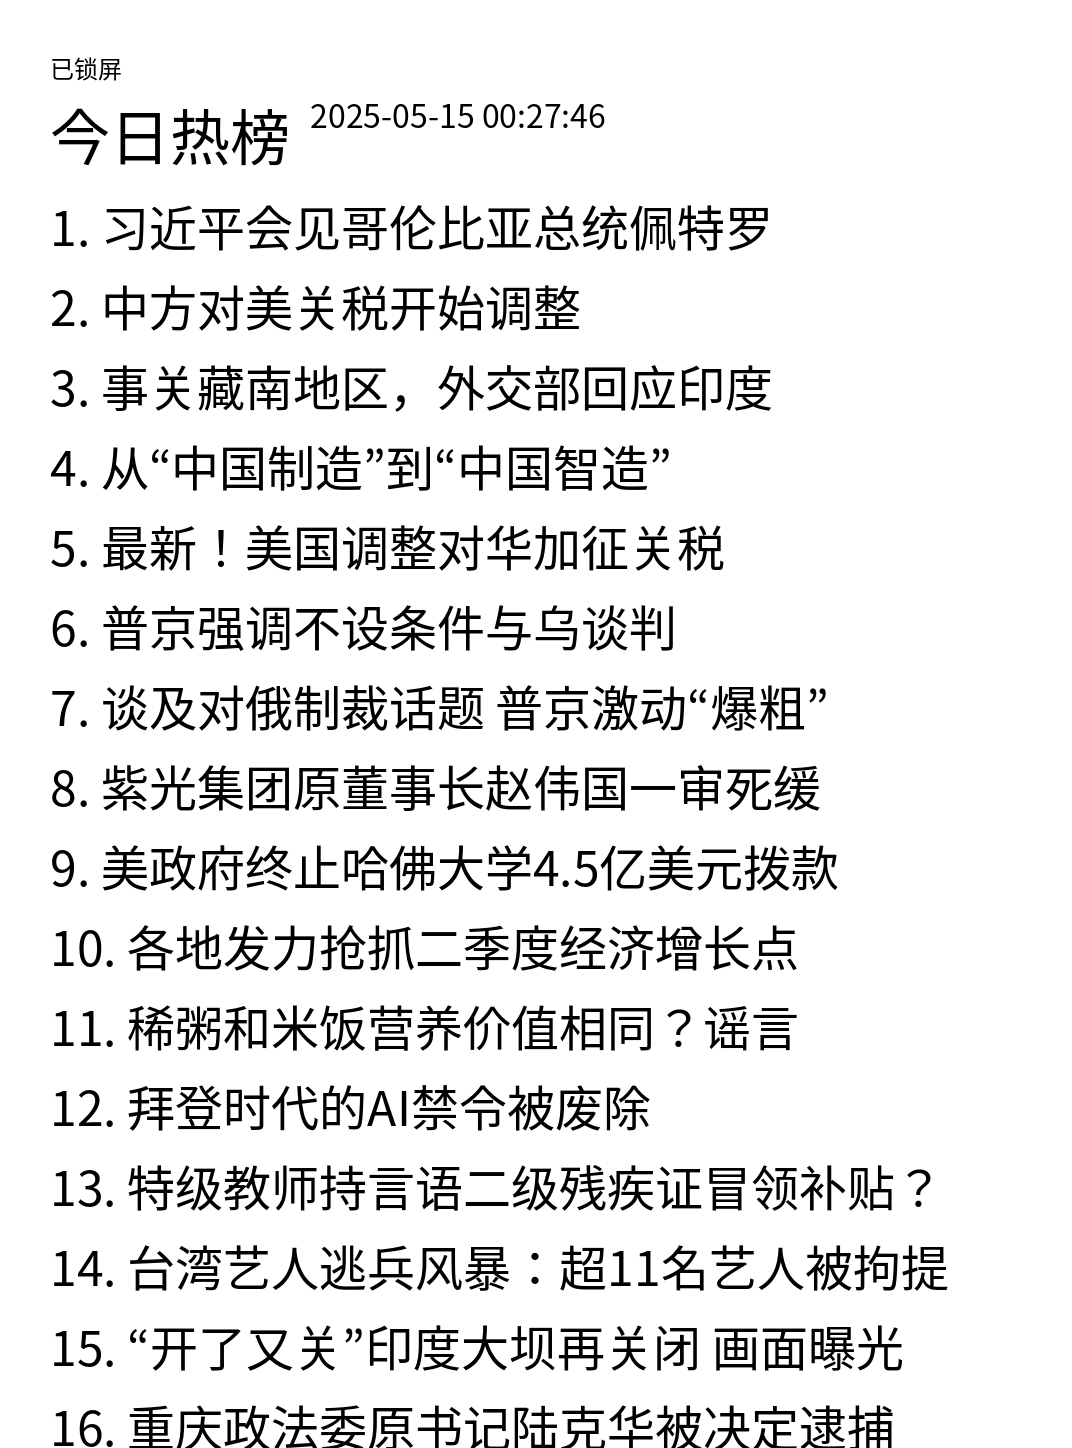 已锁屏
今日热榜 2025-05-15 00:27:46
1. 习近平会见哥伦比亚总统佩特罗
2. 中方对美关税开始调整
3. 事关藏南地区，外交部回应印度
4. 从“中国制造”到“中国智造”
5. 最新！美国调整对华加征关税
6. 普京强调不设条件与乌谈判
7. 谈及对俄制裁话题 普京激动“爆粗”
8. 紫光集团原董事长赵伟国一审死缓
9. 美政府终止哈佛大学4.5亿美元拨款
10. 各地发力抢抓二季度经济增长点
11. 稀粥和米饭营养价值相同？谣言
12. 拜登时代的AI禁令被废除
13. 特级教师持言语二级残疾证冒领补贴？
14. 台湾艺人逃兵风暴：超11名艺人被拘提
15. “开了又关”印度大坝再关闭 画面曝光
16. 重庆政法委原书记陆克华被决定逮捕